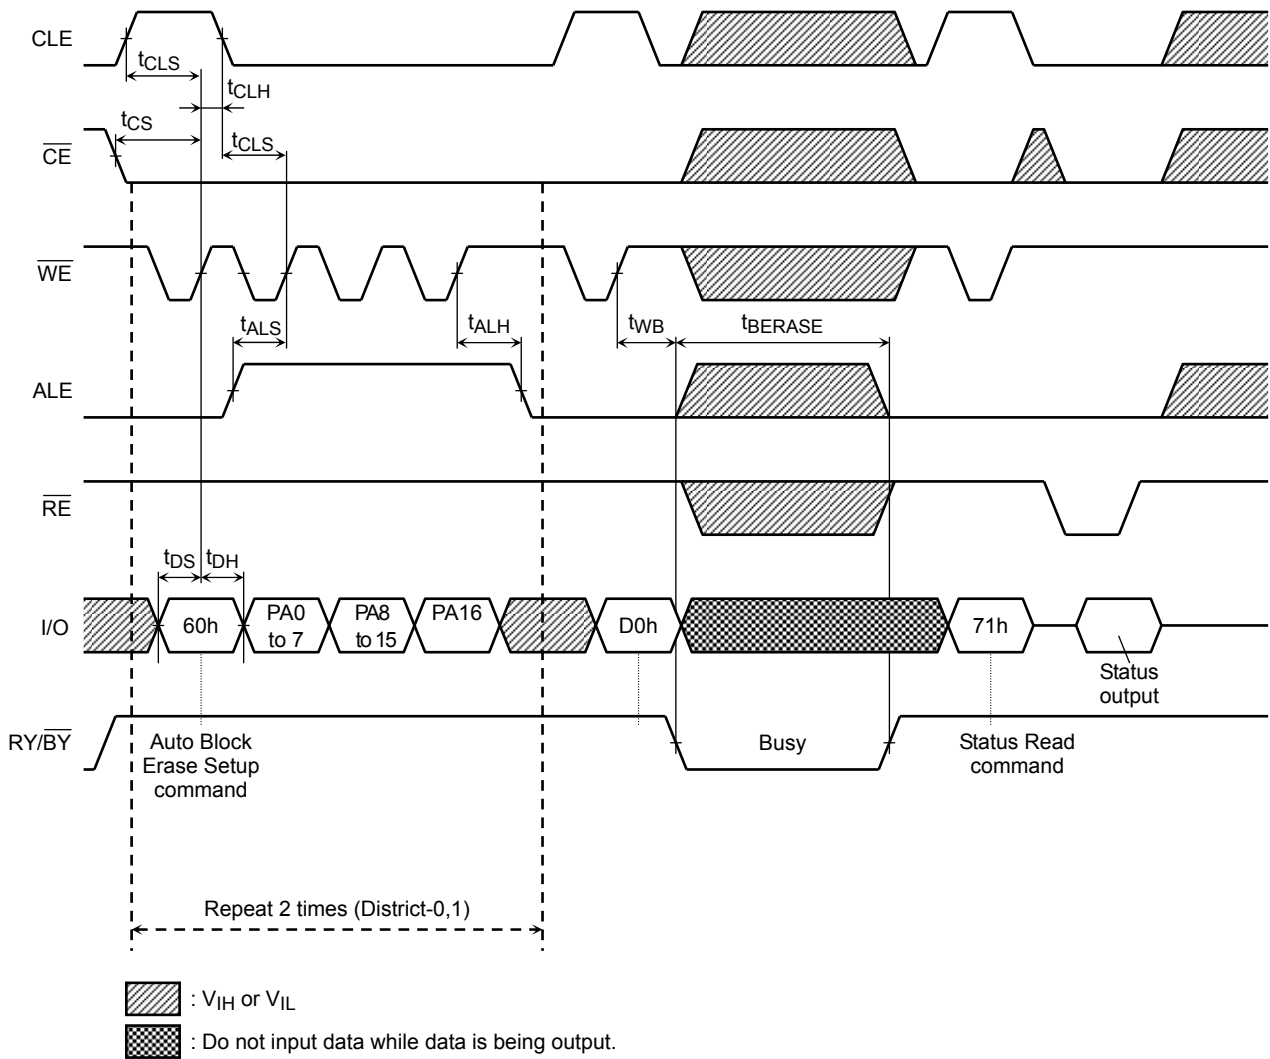 CLE
tCLS
tCLH
tCS
CE
tCLS
WE
tALS
tALH
tWB
tBERASE
ALE
RE
tDS
tDH
I/O
60h
PA0
to 7
PA8
to 15
PA16
D0h
71h
Status
output
RY/BY
Auto Block
Erase Setup
command
Busy
Status Read
command
Repeat 2 times (District-0,1)
: VIH or VIL
: Do not input data while data is being output.